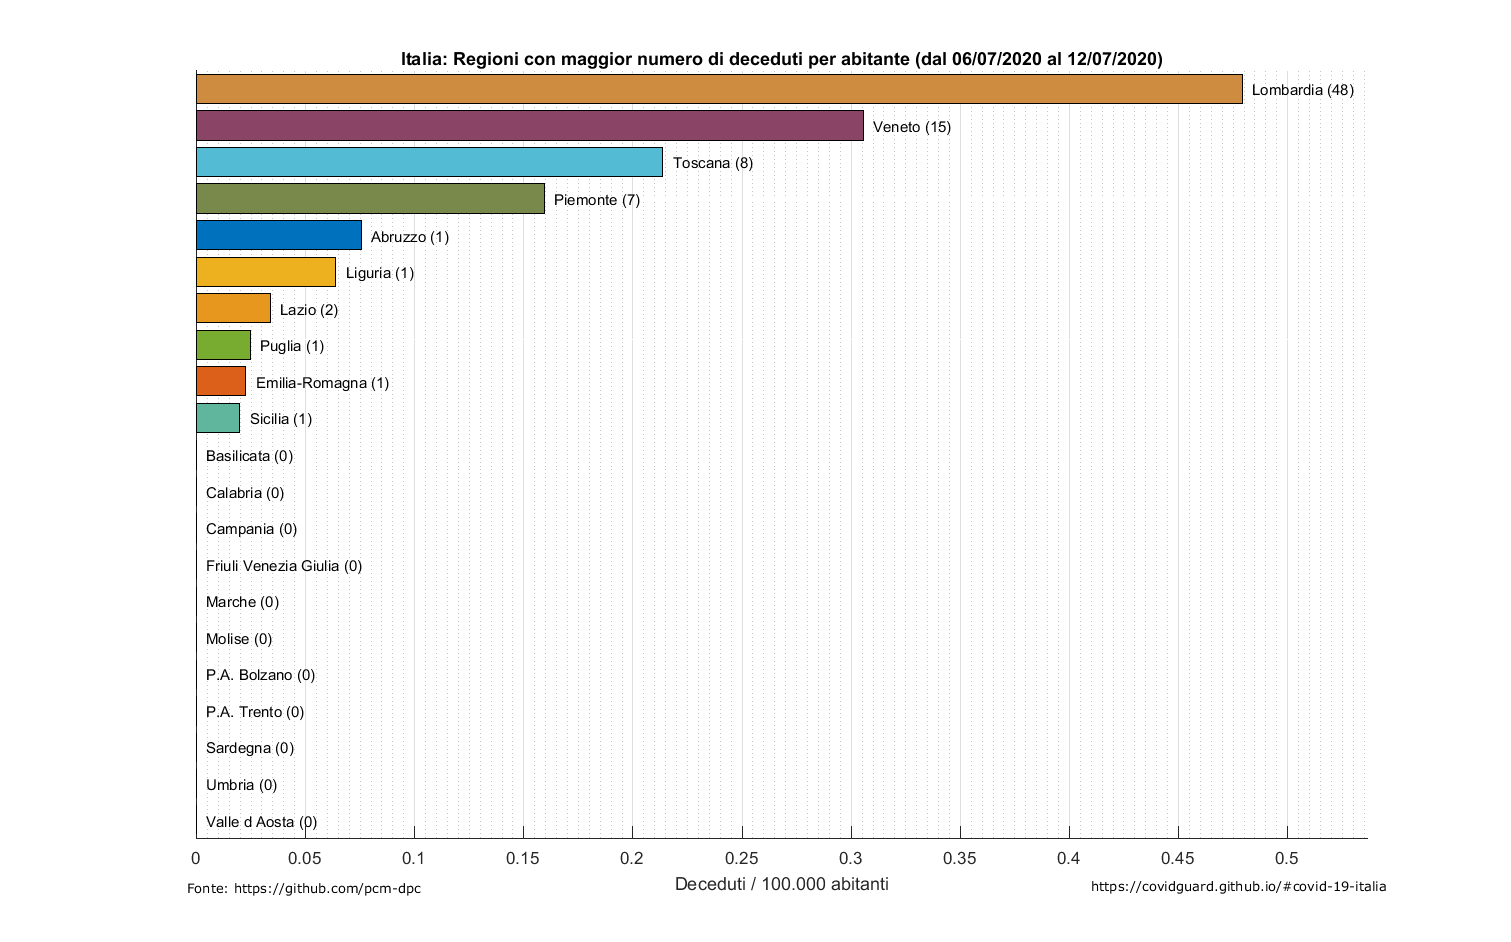 Italia: Regioni con maggior numero di deceduti per abitante (dal 06/07/2020 al 12/07/2020)
Lombardia (48)
Veneto (15)
Toscana (8)
Piemonte (7)
Abruzzo (1)
Liguria (1)
Lazio (2)
Puglia (1)
Emilia-Romagna (1)
Sicilia (1)
Basilicata (0)
Calabria (0)
Campania (0)
Friuli Venezia Giulia (0)
Marche (0)
Molise (0)
P.A. Bolzano (0)
P.A. Trento (0)
Sardegna (0)
Umbria (0)
Valle d Aosta (0)
0 0.05 0.1 0.15 0.2 0.25 0.3 0.35 0.4 0.45 0.5
Deceduti / 100.000 abitanti
Fonte: https://github.com/pcm-dpc
https://covidguard.github.io/#covid-19-italia